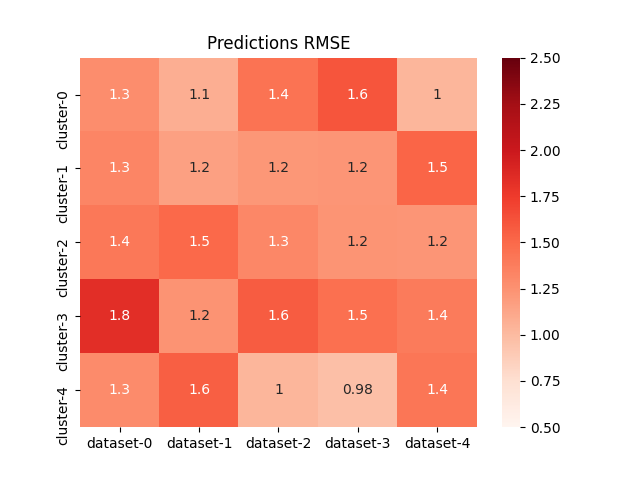 Predictions RMSE
cluster-0 1.3 1.1 1.4 1.6 1
cluster-1 1.3 1.2 1.2 1.2 1.5
cluster-2 1.4 1.5 1.3 1.2 1.2
cluster-3 1.8 1.2 1.6 1.5 1.4
cluster-4 1.3 1.6 1 0.98 1.4
dataset-0 dataset-1 dataset-2 dataset-3 dataset-4
2.50
2.25
2.00
1.75
1.50
1.25
1.00
0.75
0.50